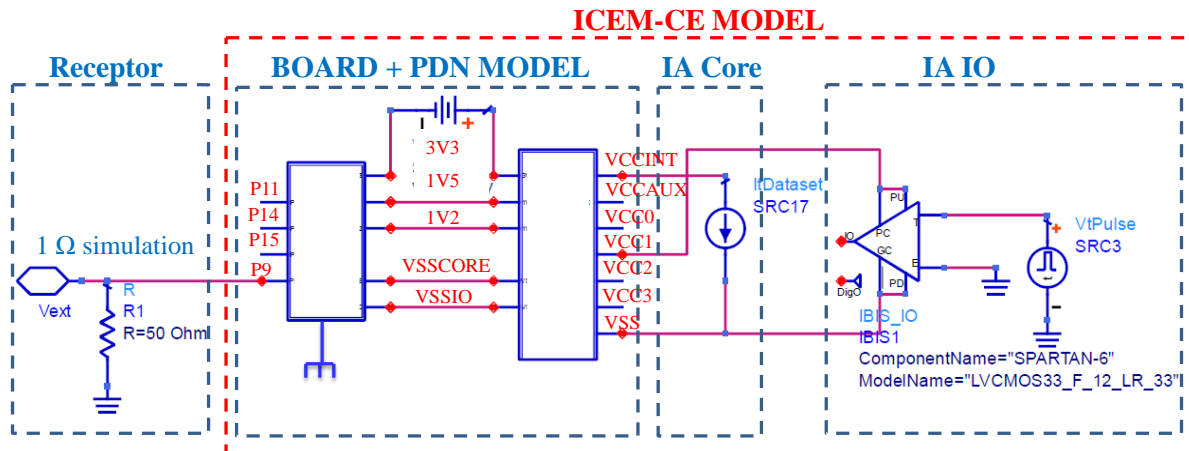 ICEM-CE MODEL
Receptor
BOARD + PDN MODEL
IA Core
IA IO
3V3
1V5
1V2
VSSCORE
VSSIO
P11
P14
P15
P9
1 Ω simulation
Vext
R
R1
R=50 Ohm
VCCINT
VCCAUX
VCC0
VCC1
VCC2
VCC3
VSS
ItDataset
SRC17
PU
PC
GC
PD
IO
T
E
DigO
IBIS_IO
IBIS1
ComponentName="SPARTAN-6"
ModelName="LVCMOS33_F_12_LR_33"
VtPulse
SRC3